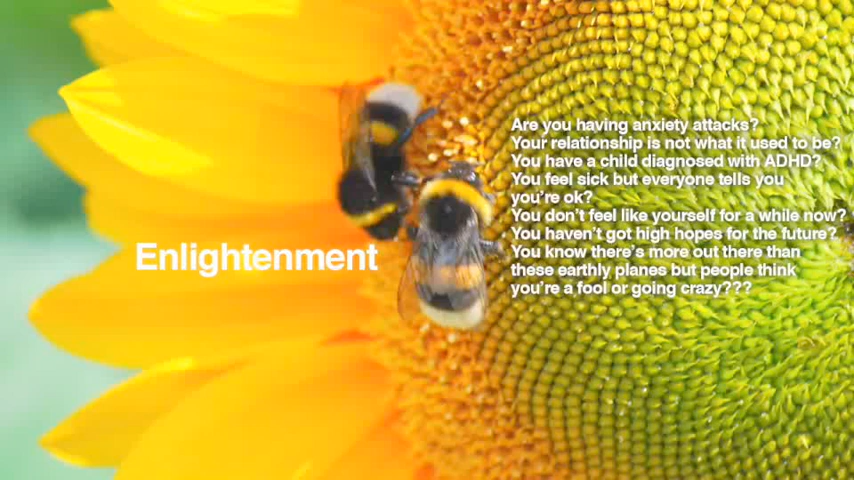 Enlightenment
Are you having anxiety attacks?
Your relationship is not what it used to be?
You have a child diagnosed with ADHD?
You feel sick but everyone tells you
you're ok?
You don't feel like yourself for a while now?
You haven't got high hopes for the future?
You know there's more out there than
these earthly planes but people think
you're a fool or going crazy???